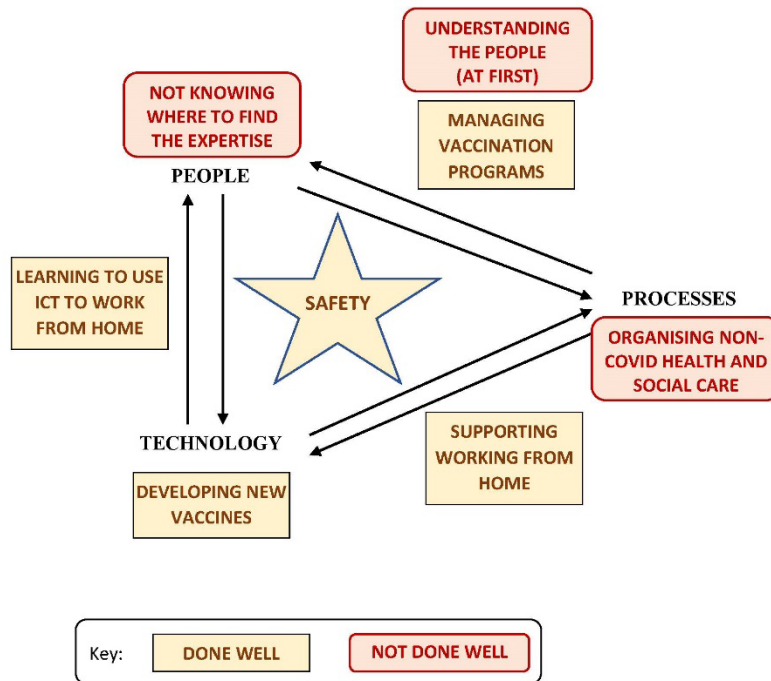 UNDERSTANDING
THE PEOPLE
(AT FIRST)
NOT KNOWING
WHERE TO FIND
THE EXPERTISE
MANAGING
VACCINATION
PROGRAMS
PEOPLE
LEARNING TO USE
ICT TO WORK
FROM HOME
SAFETY
PROCESSES
ORGANISING NON-
COVID HEALTH AND
SOCIAL CARE
TECHNOLOGY
SUPPORTING
WORKING FROM
HOME
DEVELOPING NEW
VACCINES
Key:
DONE WELL
NOT DONE WELL